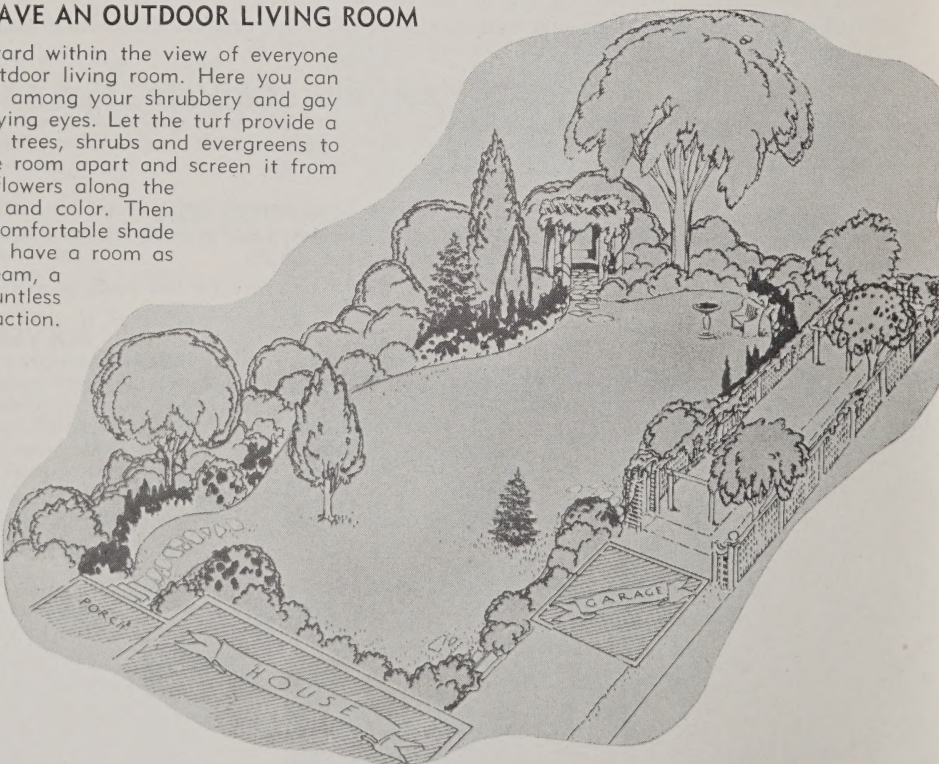 AVE AN OUTDOOR LIVING ROOM
ard within the view of everyone
tdoor living room. Here you can
among your shrubbery and gay
ying eyes. Let the turf provide a
trees, shrubs and evergreens to
room apart and screen it from
lowers along the
and color. Then
omfortable shade
have a room as
eam, a
untless
action.
PORCH
HOUSE
GARAGE